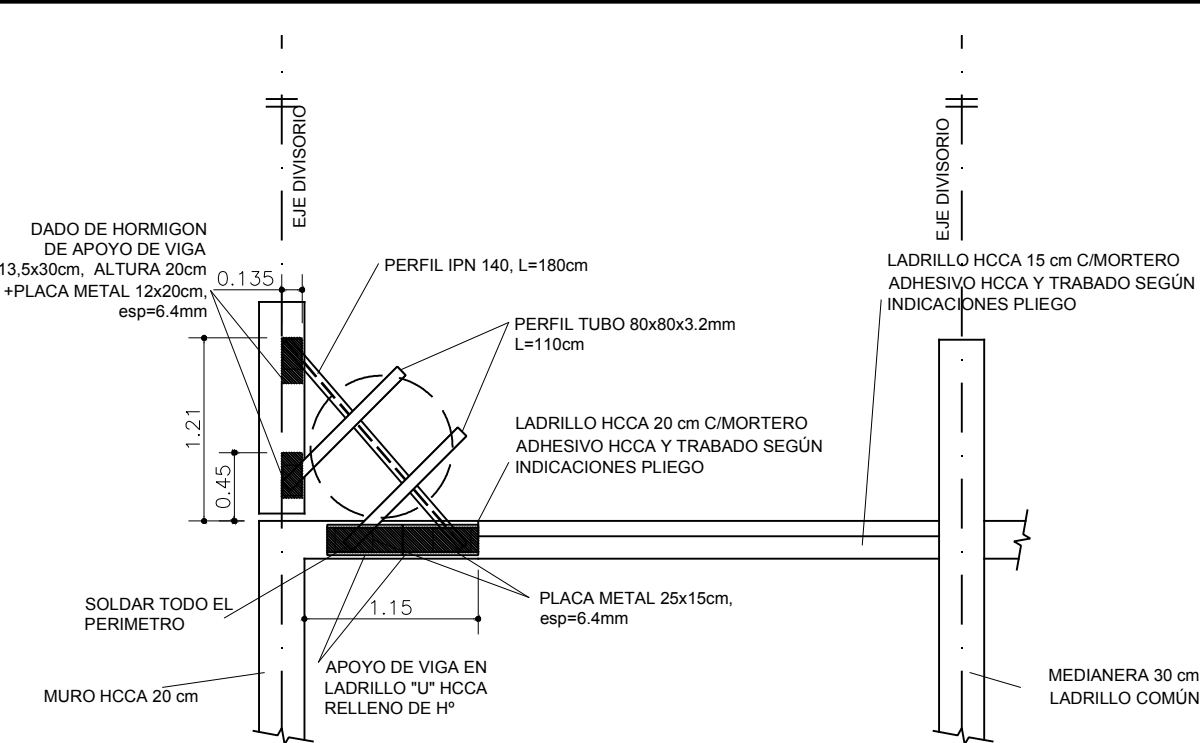 EJE DIVISORIO
EJE DIVISORIO
DADO DE HORMIGON
DE APOYO DE VIGA
13,5x30cm, ALTURA 20cm
+PLACA METAL 12x20cm,
esp=6.4mm
0.135
PERFIL IPN 140, L=180cm
LADRILLO HCCA 15 cm C/MORTERO
ADHESIVO HCCA Y TRABADO SEGÚN
INDICACIONES PLIEGO
PERFIL TUBO 80x80x3.2mm
L=110cm
1.21
0.45
LADRILLO HCCA 20 cm C/MORTERO
ADHESIVO HCCA Y TRABADO SEGÚN
INDICACIONES PLIEGO
SOLDAR TODO EL
PERIMETRO
1.15
PLACA METAL 25x15cm,
esp=6.4mm
APOYO DE VIGA EN
LADRILLO "U" HCCA
RELLENO DE Hº
MURO HCCA 20 cm
MEDIANERA 30 cm
LADRILLO COMÚN